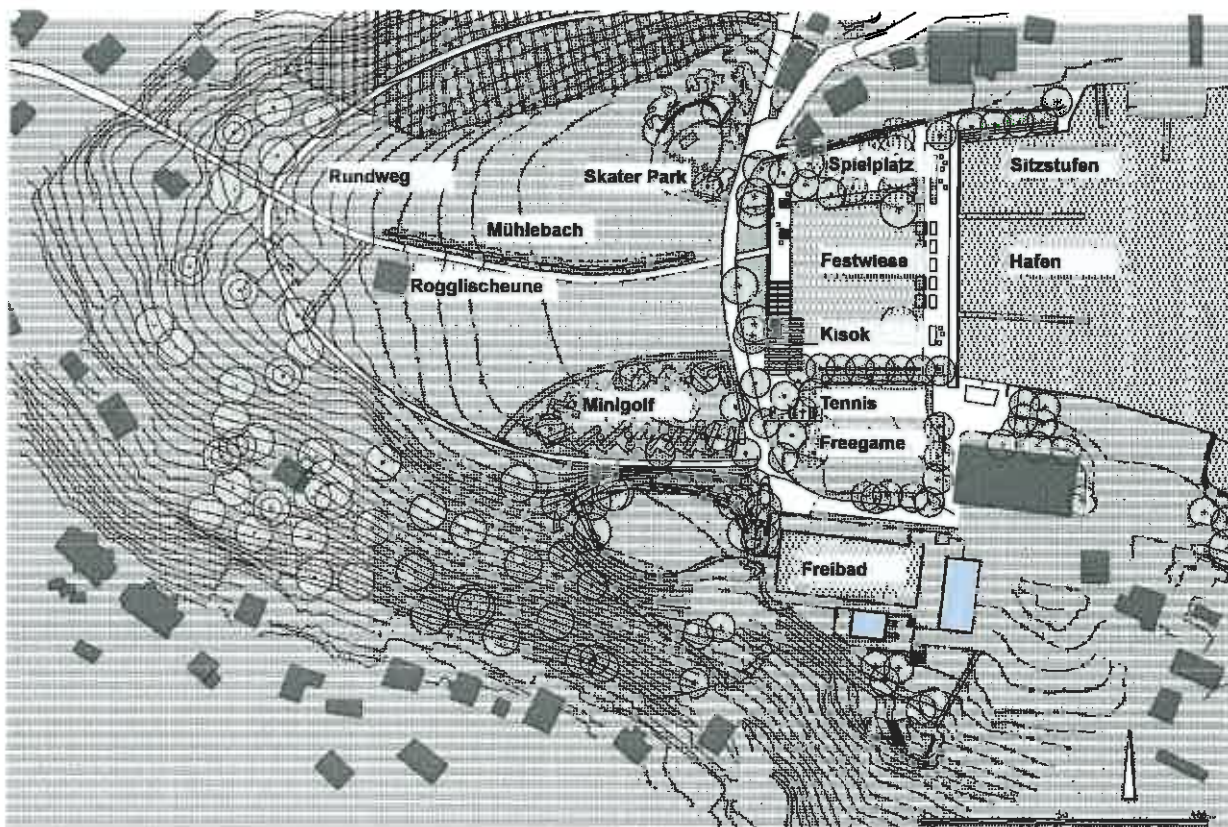 Spielplatz
Sitzstufen
Rundweg
Skater Park
Mühlebach
Festwiese
Hafen
Rogglischeune
Kisok
Minigolf
Tennis
Freegame
Freibad